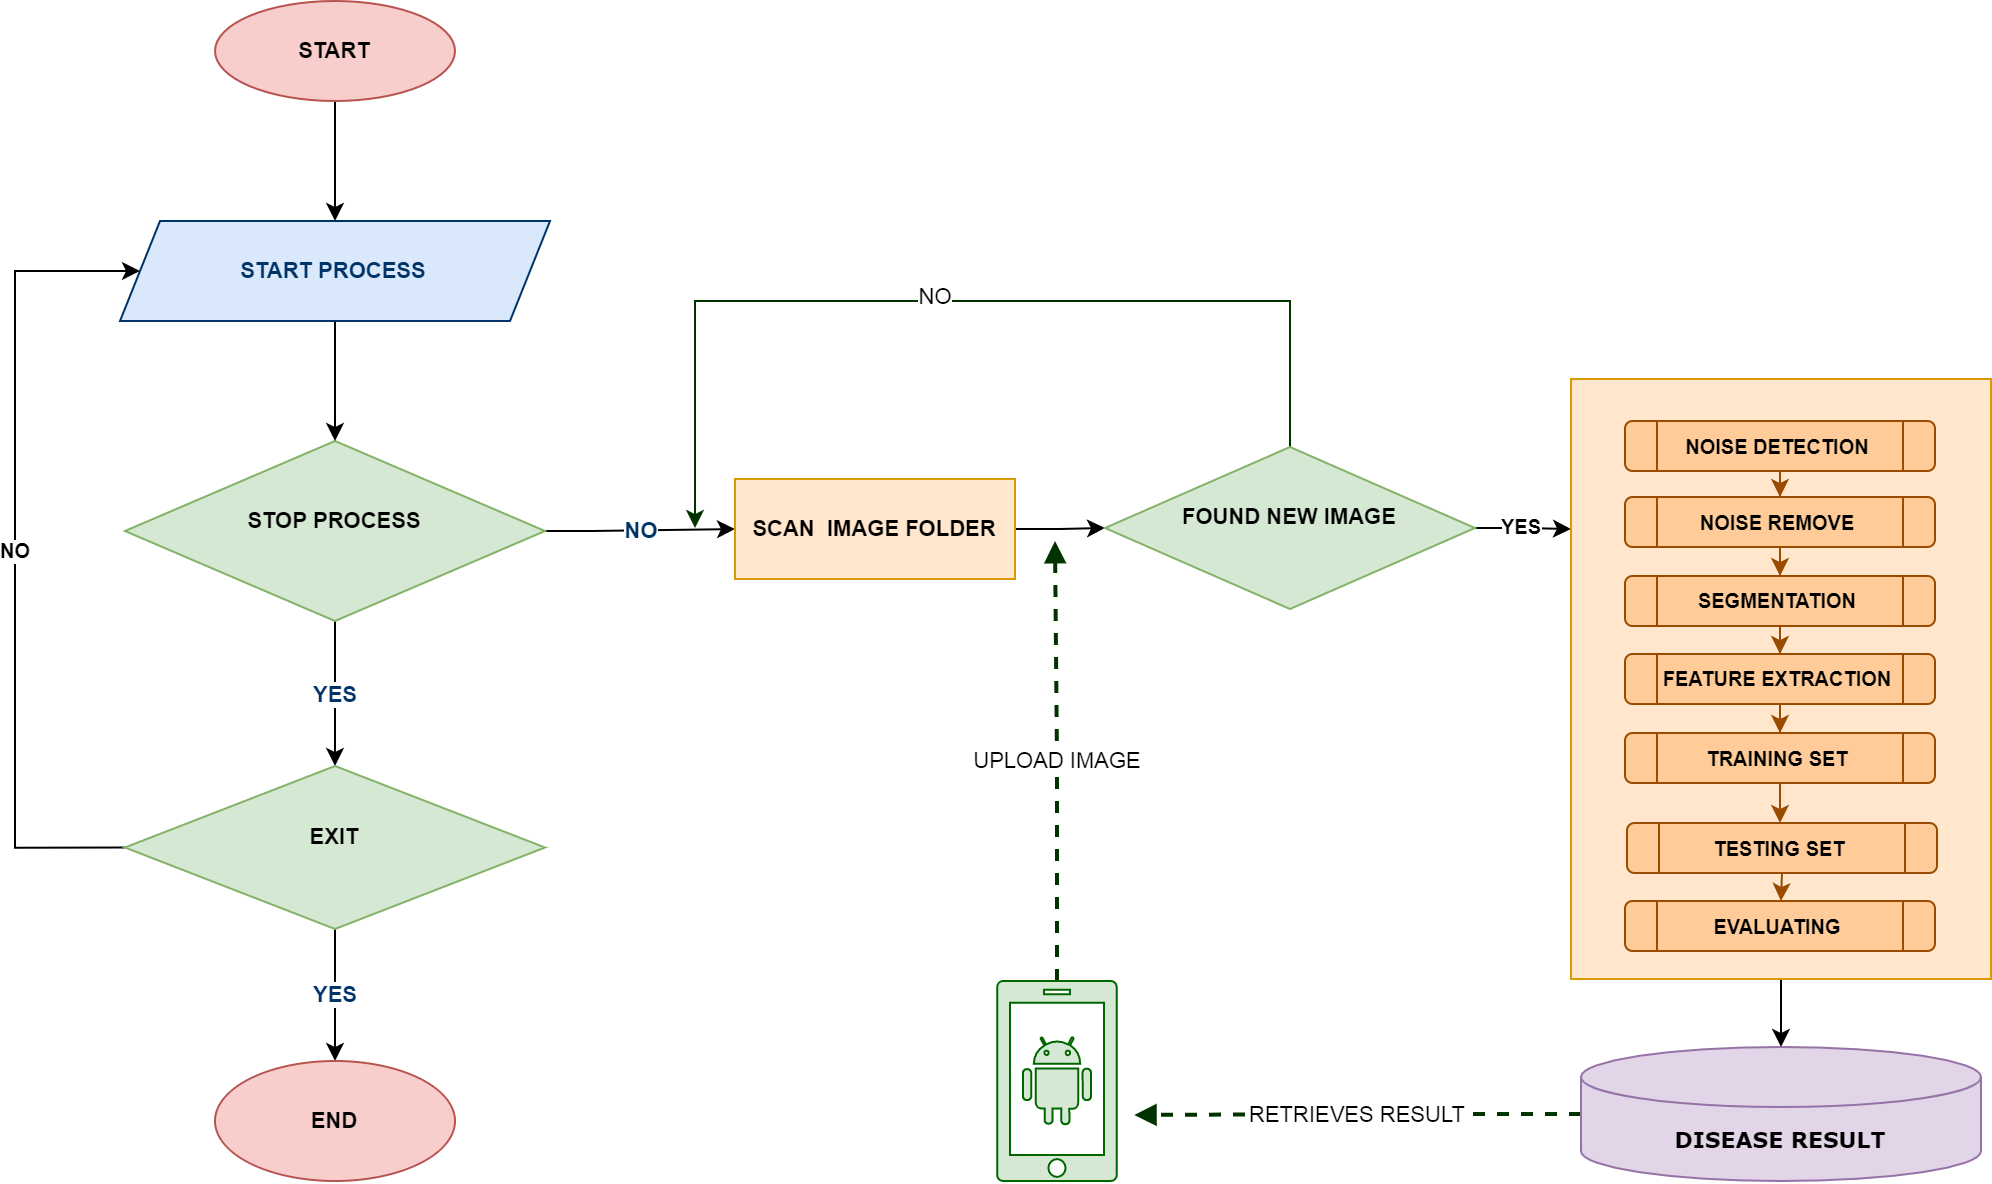 START
START PROCESS
NO
STOP PROCESS
NO
SCAN  IMAGE FOLDER
NO
FOUND NEW IMAGE
YES
YES
EXIT
YES
END
UPLOAD IMAGE
NOISE DETECTION
NOISE REMOVE
SEGMENTATION
FEATURE EXTRACTION
TRAINING SET
TESTING SET
EVALUATING
RETRIEVES RESULT
DISEASE RESULT